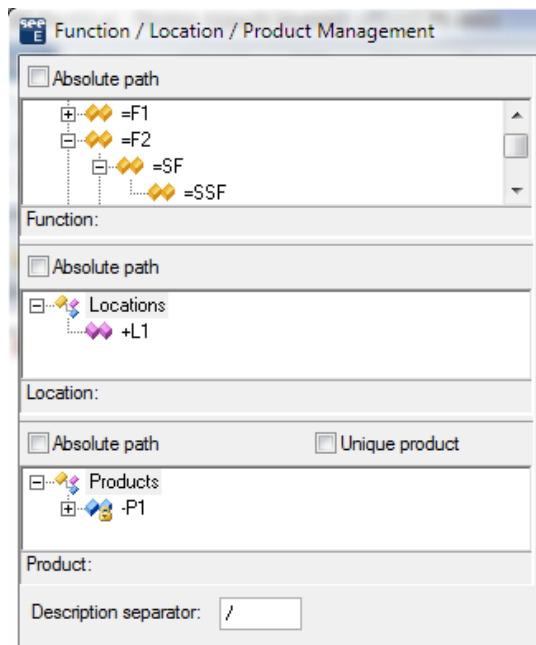 see
E
Function / Location / Product Management
Absolute path
=F1
=F2
=SF
=SSF
Function:
Absolute path
Locations
+L1
Location:
Absolute path Unique product
Products
-P1
Product:
Description separator: /